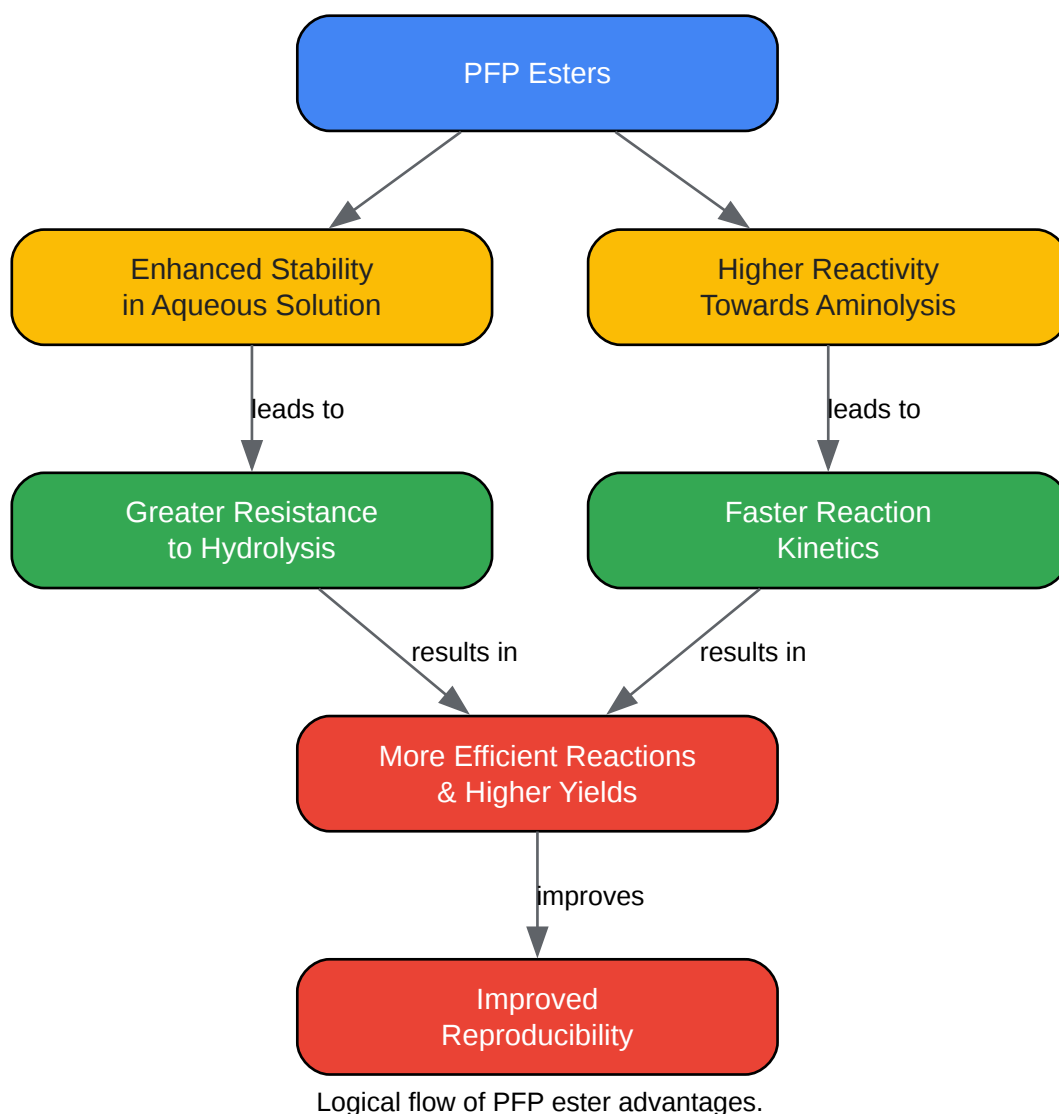 PFP Esters
Enhanced Stability
in Aqueous Solution
Higher Reactivity
Towards Aminolysis
leads to
leads to
Greater Resistance
to Hydrolysis
Faster Reaction
Kinetics
results in
results in
More Efficient Reactions
& Higher Yields
improves
Improved
Reproducibility
Logical flow of PFP ester advantages.